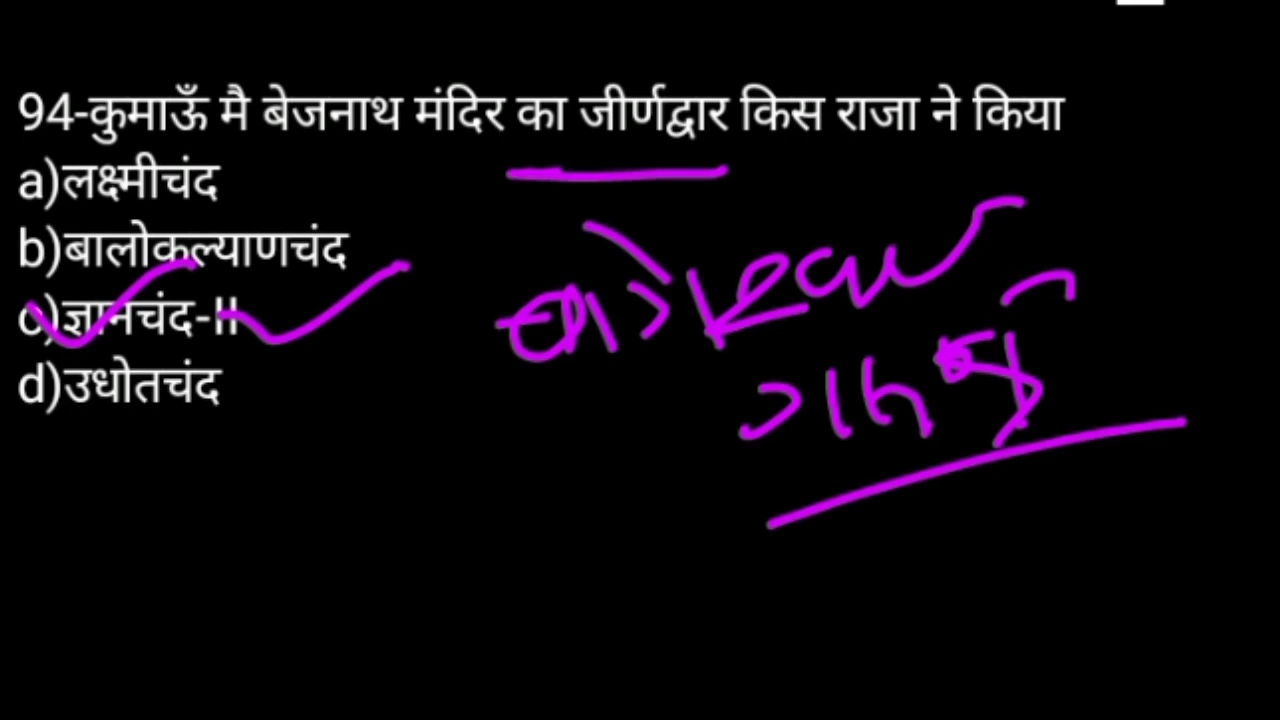 94-कुमाऊँ मै बेजनाथ मंदिर का जीर्णद्वार किस राजा ने किया
a)लक्ष्मीचंद
b)बालोकल्याणचंद
c)ज्ञानचंद-II
d)उधोतचंद